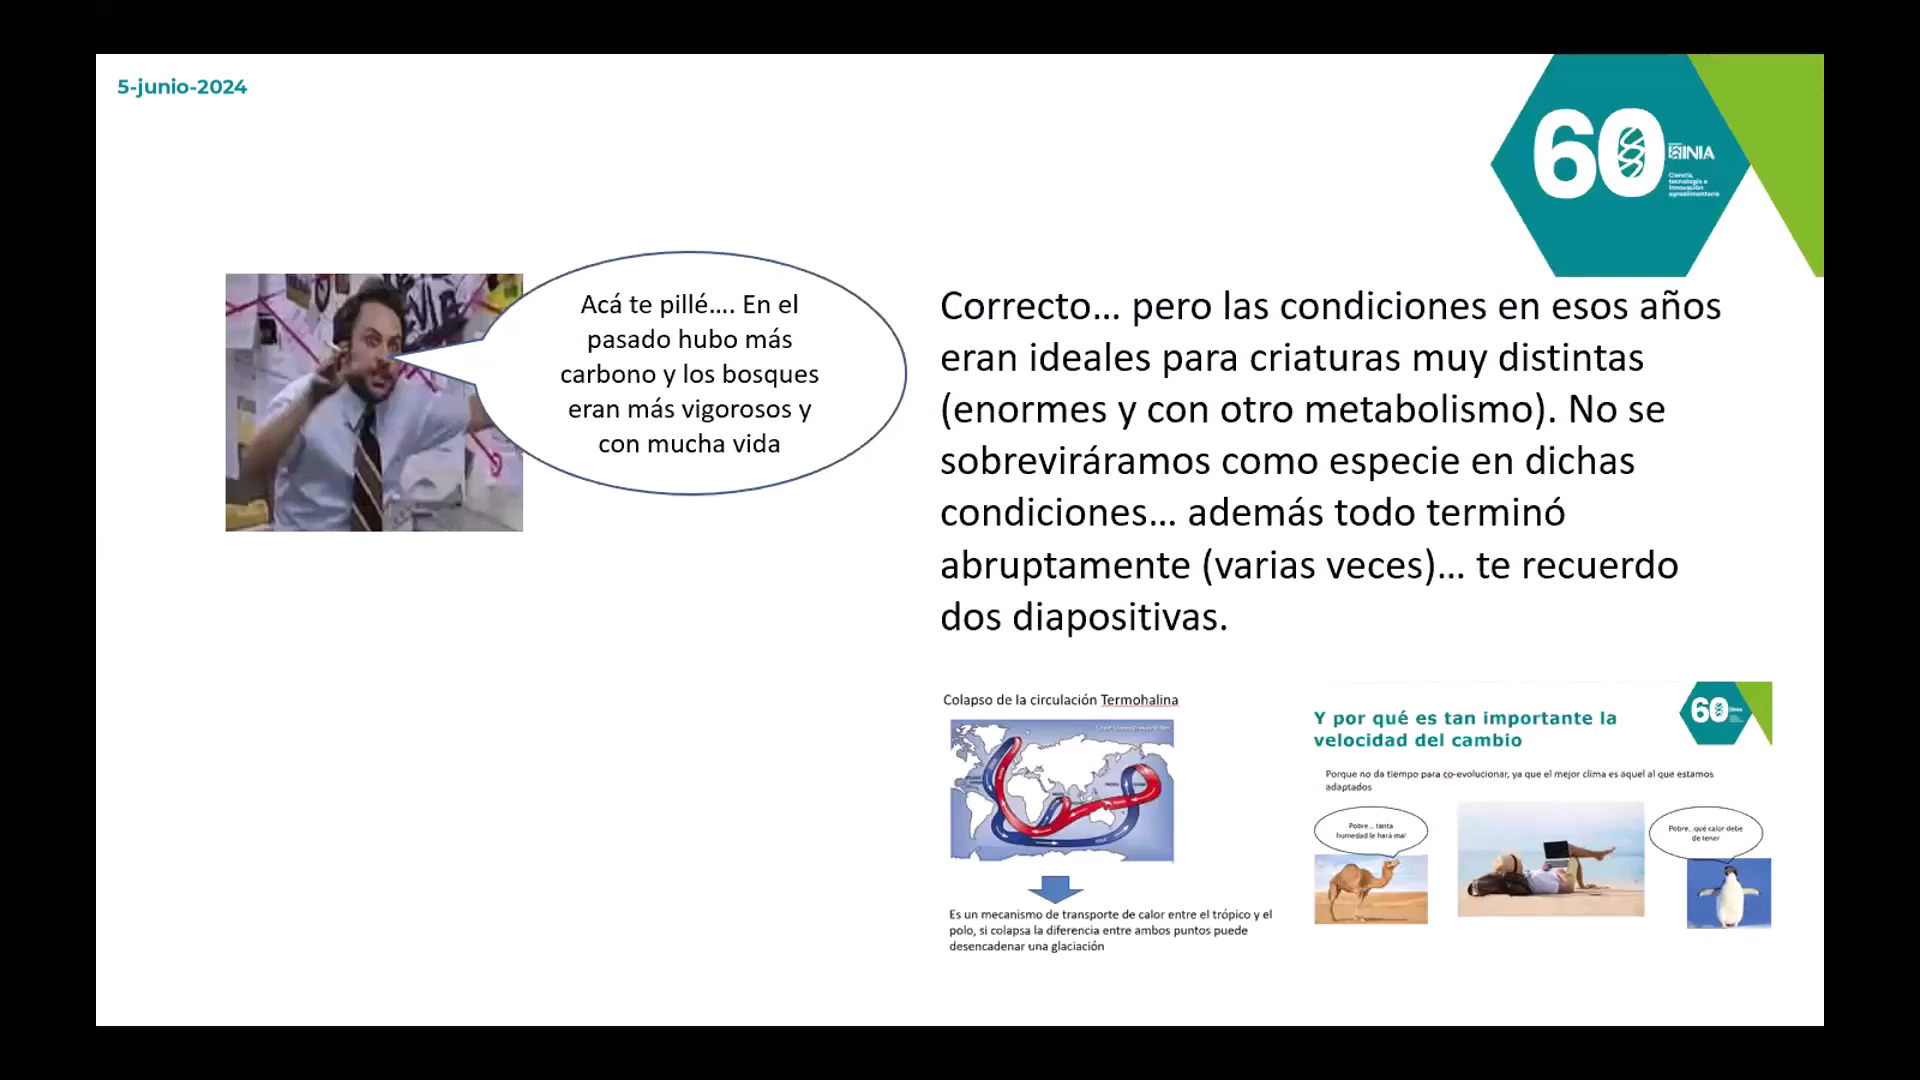 5-junio-2024
60
INIA
Ciencia,
tecnología e
innovación
agroalimentaria
Acá te pillé.... En el
pasado hubo más
carbono y los bosques
eran más vigorosos y
con mucha vida
Correcto... pero las condiciones en esos años
eran ideales para criaturas muy distintas
(enormes y con otro metabolismo). No se
sobreviráramos como especie en dichas
condiciones... además todo terminó
abruptamente (varias veces)... te recuerdo
dos diapositivas.
Colapso de la circulación Termohalina
Es un mecanismo de transporte de calor entre el trópico y el
polo, si colapsa la diferencia entre ambos puntos puede
desencadenar una glaciación
60
Y por qué es tan importante la
velocidad del cambio
Porque no da tiempo para co-evolucionar, ya que el mejor clima es aquel al que estamos
adaptados
Pobre... tanta
humedad le hará mal
Pobre...qué calor debe
de tener